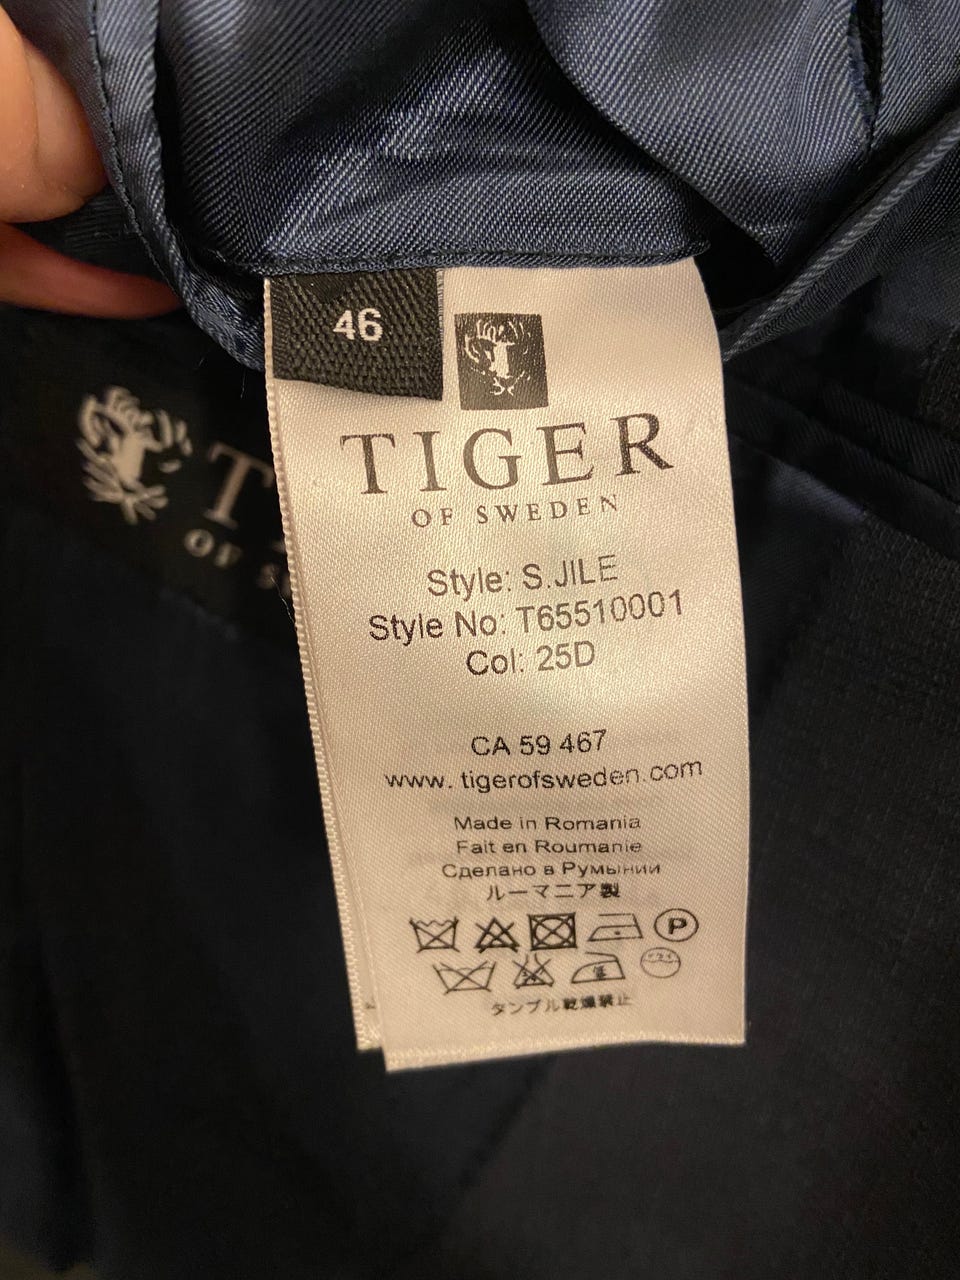 46
TIGER
OF SWEDEN
Style: S.JILE
Style No: T65510001
Col: 25D
CA 59 467
www. tigerofsweden.com
Made in Romania
Fait en Roumanie
Сделано в Румынии
ルーマニア製
P
タンブル乾燥禁止
T
OF S